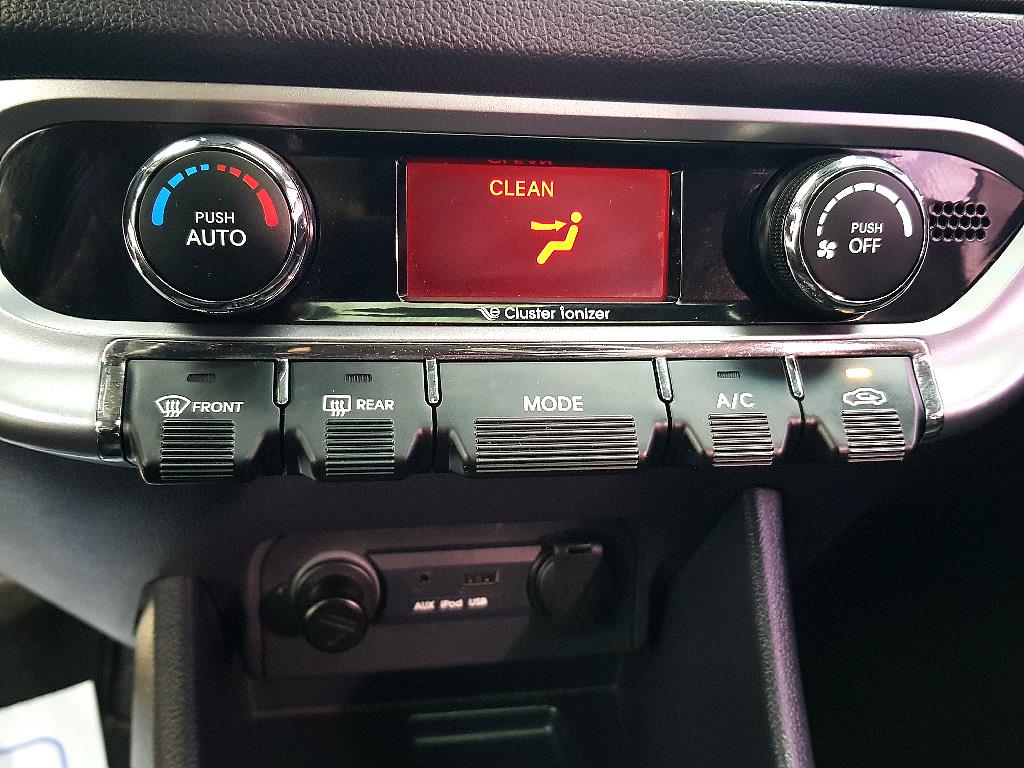 PUSH
AUTO
CLEAN
PUSH
OFF
Cluster ionizer
FRONT
REAR
MODE
A/C
AUX iPod USB